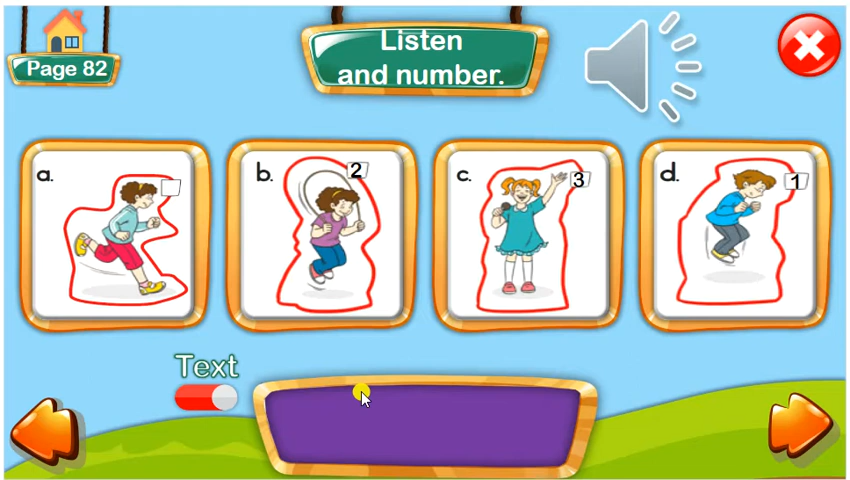 Page 82
Listen
and number.
a.
b.
2
c.
3
d.
1
Text